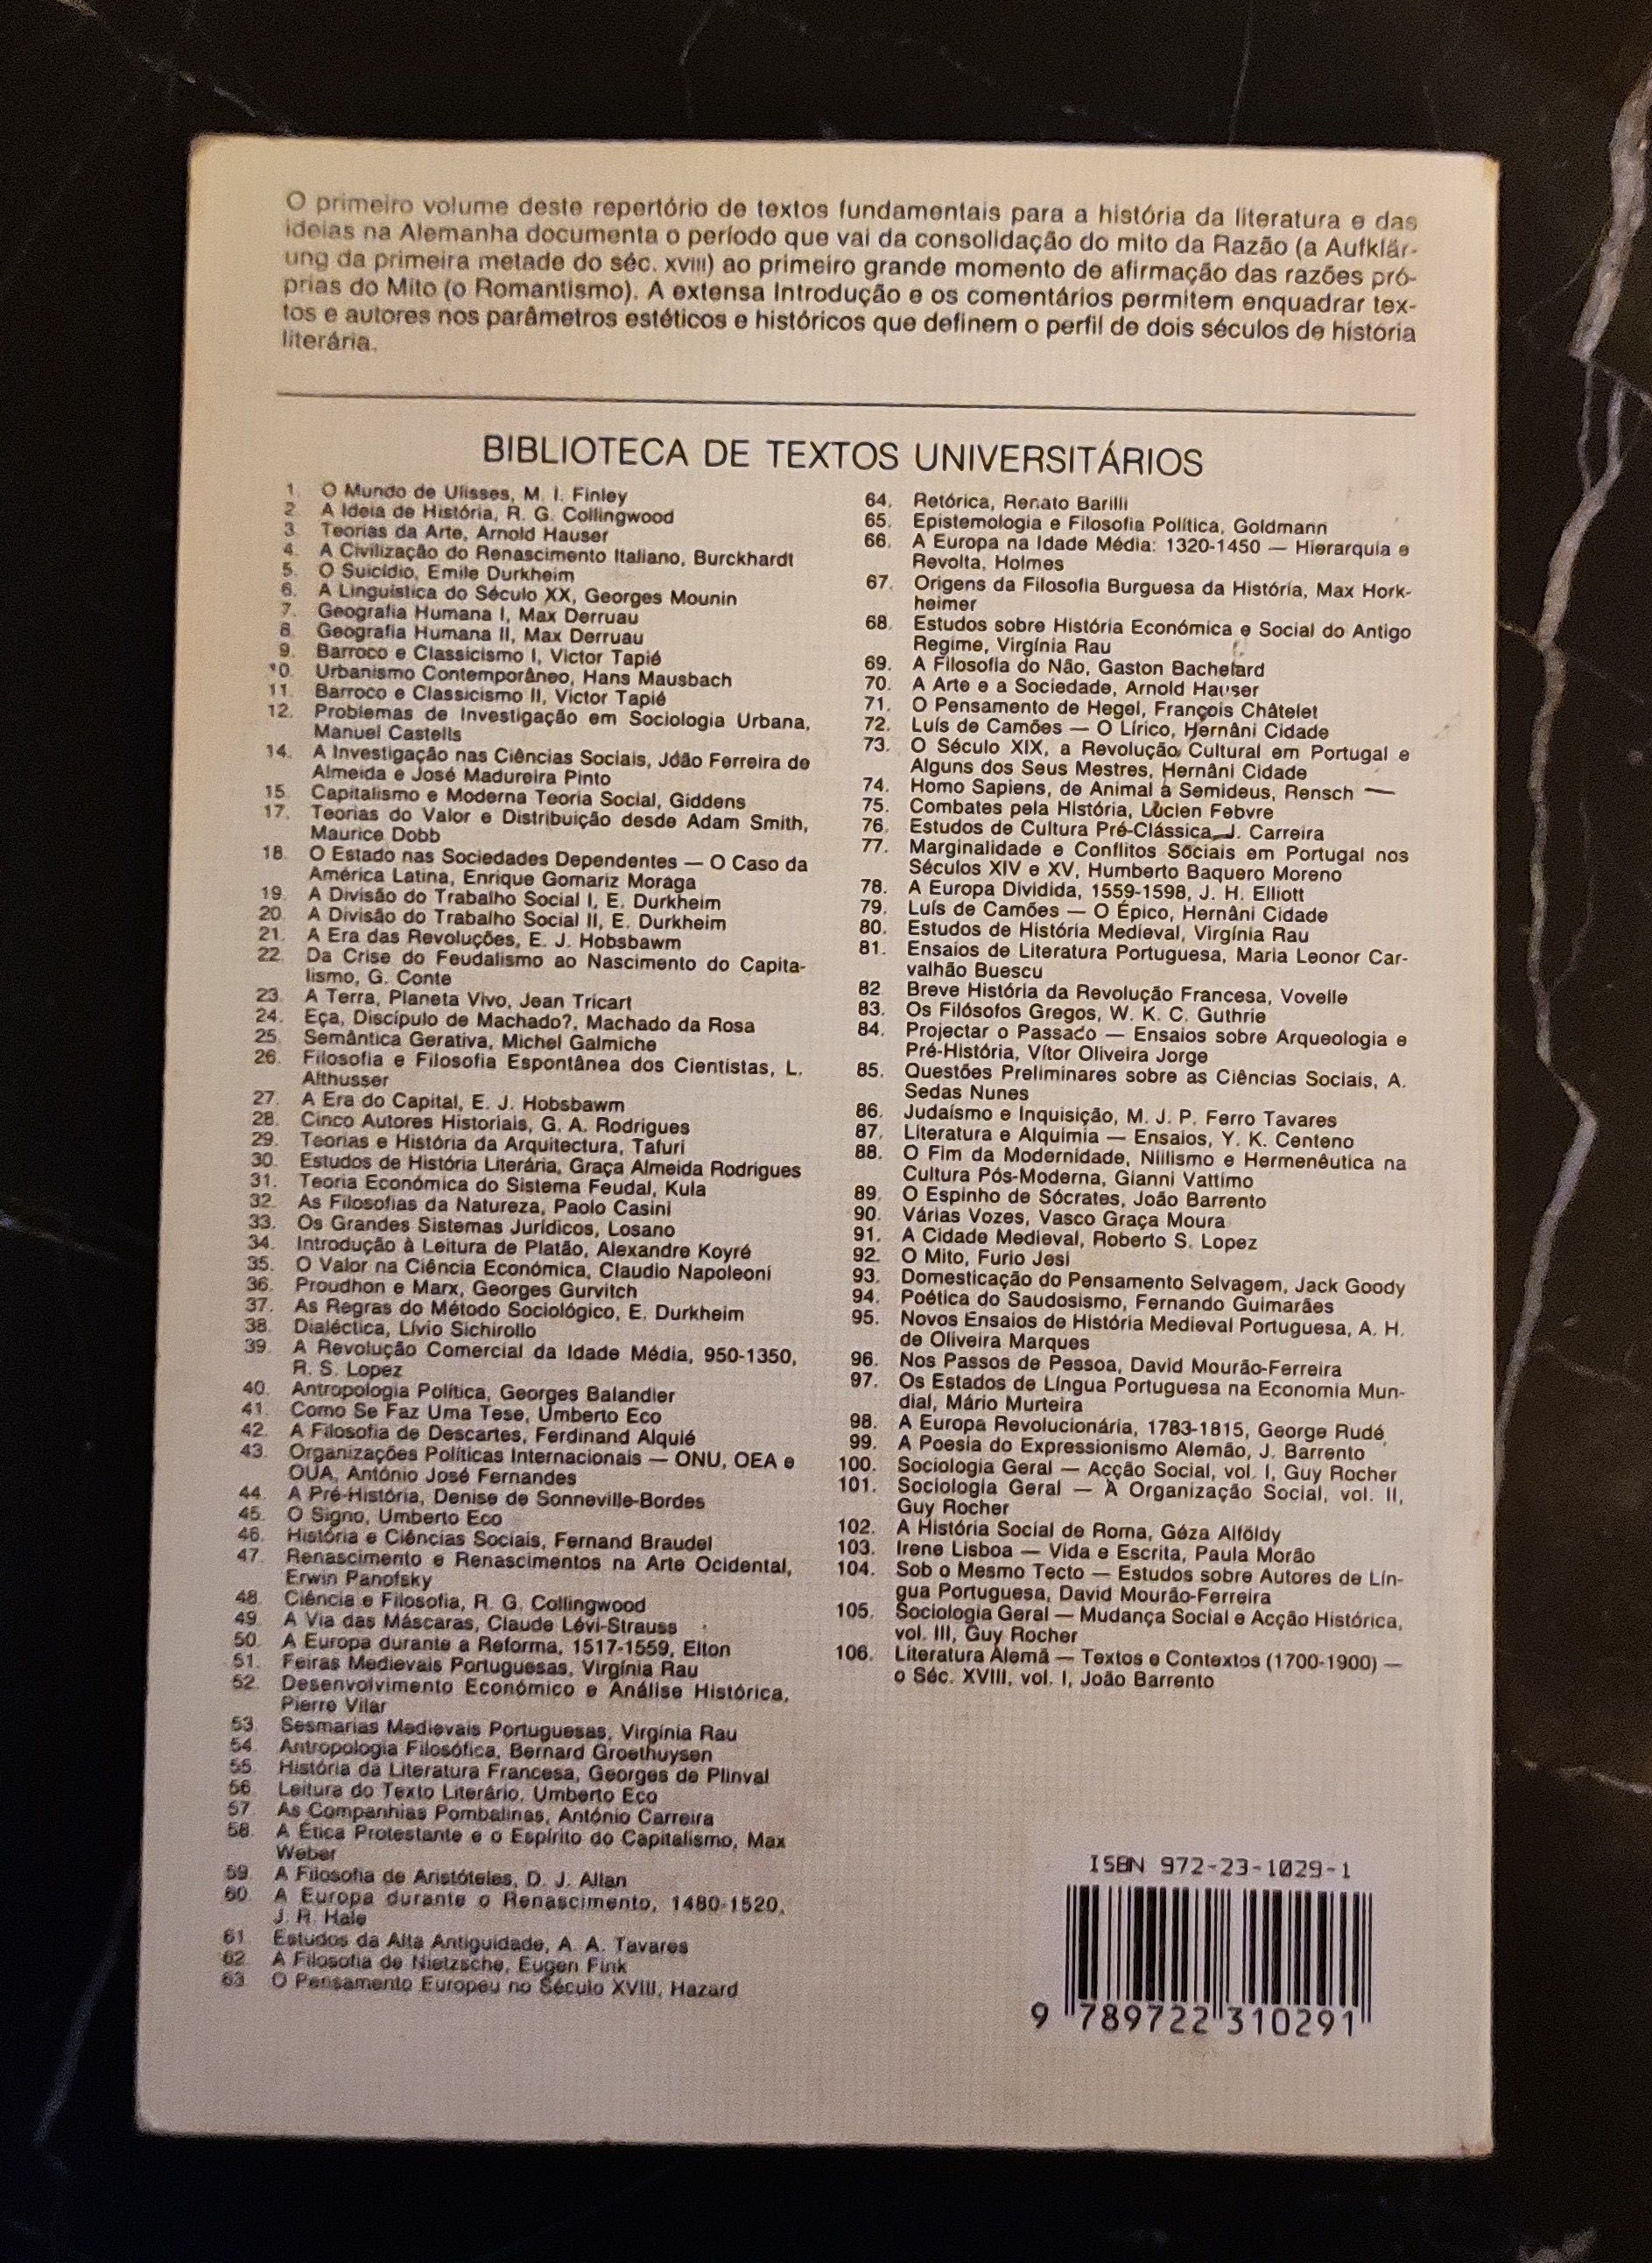 O primeiro volume deste repertório de textos fundamentais para a história da literatura e das
ideias na Alemanha documenta o período que vai da consolidação do mito da Razão (a Aufklär-
ung da primeira metade do séc. XVIII) ao primeiro grande momento de afirmação das razões pró-
prias do Mito (o Romantismo). A extensa Introdução e os comentários permitem enquadrar tex-
tos e autores nos parâmetros estéticos e históricos que definem o perfil de dois séculos de história
literária.
BIBLIOTECA DE TEXTOS UNIVERSITÁRIOS
1. O Mundo de Ulisses, M. I. Finley
2. A Ideia de História, R. G. Collingwood
3. Teorias da Arte, Arnold Hauser
4. A Civilização do Renascimento Italiano, Burckhardt
5. O Suicídio, Emile Durkheim
6. A Linguística do Século XX, Georges Mounin
7. Geografia Humana I, Max Derruau
8. Geografia Humana II, Max Derruau
9. Barroco e Classicismo I, Victor Tapié
10. Urbanismo Contemporâneo, Hans Mausbach
11. Barroco e Classicismo II, Victor Tapié
12. Problemas de Investigação em Sociologia Urbana,
Manuel Castells
14. A Investigação nas Ciências Sociais, João Ferreira de
Almeida e José Madureira Pinto
15. Capitalismo e Moderna Teoria Social, Giddens
17. Teorias do Valor e Distribuição desde Adam Smith,
Maurice Dobb
18. O Estado nas Sociedades Dependentes — O Caso da
América Latina, Enrique Gomariz Moraga
19. A Divisão do Trabalho Social I, E. Durkheim
20. A Divisão do Trabalho Social II, E. Durkheim
21. A Era das Revoluções, E. J. Hobsbawm
22. Da Crise do Feudalismo ao Nascimento do Capita-
lismo, G. Conte
23. A Terra, Planeta Vivo, Jean Tricart
24. Eça, Discípulo de Machado?, Machado da Rosa
25. Semântica Gerativa, Michel Galmiche
26. Filosofia e Filosofia Espontânea dos Cientistas, L.
Althusser
27. A Era do Capital, E. J. Hobsbawm
28. Cinco Autores Historiais, G. A. Rodrigues
29. Teorias e História da Arquitectura, Tafuri
30. Estudos de História Literária, Graça Almeida Rodrigues
31. Teoria Económica do Sistema Feudal, Kula
32. As Filosofias da Natureza, Paolo Casini
33. Os Grandes Sistemas Jurídicos, Losano
34. Introdução à Leitura de Platão, Alexandre Koyré
35. O Valor na Ciência Económica, Claudio Napoleoni
36. Proudhon e Marx, Georges Gurvitch
37. As Regras do Método Sociológico, E. Durkheim
38. Dialéctica, Lívio Sichirollo
39. A Revolução Comercial da Idade Média, 950-1350,
R. S. Lopez
40. Antropologia Política, Georges Balandier
41. Como Se Faz Uma Tese, Umberto Eco
42. A Filosofia de Descartes, Ferdinand Alquié
43. Organizações Políticas Internacionais — ONU, OEA e
OUA, António José Fernandes
44. A Pré-História, Denise de Sonneville-Bordes
45. O Signo, Umberto Eco
46. História e Ciências Sociais, Fernand Braudel
47. Renascimento e Renascimentos na Arte Ocidental,
Erwin Panofsky
48. Ciência e Filosofia, R. G. Collingwood
49. A Via das Máscaras, Claude Lévi-Strauss
50. A Europa durante a Reforma, 1517-1559, Elton
51. Feiras Medievais Portuguesas, Virgínia Rau
52. Desenvolvimento Económico e Análise Histórica,
Pierre Vilar
53. Sesmarias Medievais Portuguesas, Virgínia Rau
54. Antropologia Filosófica, Bernard Groethuysen
55. História da Literatura Francesa, Georges de Plinval
56. Leitura do Texto Literário, Umberto Eco
57. As Companhias Pombalinas, António Carreira
58. A Ética Protestante e o Espírito do Capitalismo, Max
Weber
59. A Filosofia de Aristóteles, D. J. Allan
60. A Europa durante o Renascimento, 1480-1520,
J. R. Hale
61. Estudos da Alta Antiguidade, A. A. Tavares
62. A Filosofia de Nietzsche, Eugen Fink
63. O Pensamento Europeu no Século XVIII, Hazard
64. Retórica, Renato Barilli
65. Epistemologia e Filosofia Política, Goldmann
66. A Europa na Idade Média: 1320-1450 — Hierarquia e
Revolta, Holmes
67. Origens da Filosofia Burguesa da História, Max Hork-
heimer
68. Estudos sobre História Económica e Social do Antigo
Regime, Virgínia Rau
69. A Filosofia do Não, Gaston Bachelard
70. A Arte e a Sociedade, Arnold Hauser
71. O Pensamento de Hegel, François Châtelet
72. Luís de Camões — O Lírico, Hernâni Cidade
73. O Século XIX, a Revolução Cultural em Portugal e
Alguns dos Seus Mestres, Hernâni Cidade
74. Homo Sapiens, de Animal a Semideus, Rensch
75. Combates pela História, Lucien Febvre
76. Estudos de Cultura Pré-Clássica, J. Carreira
77. Marginalidade e Conflitos Sociais em Portugal nos
Séculos XIV e XV, Humberto Baquero Moreno
78. A Europa Dividida, 1559-1598, J. H. Elliott
79. Luís de Camões — O Épico, Hernâni Cidade
80. Estudos de História Medieval, Virgínia Rau
81. Ensaios de Literatura Portuguesa, Maria Leonor Car-
valhão Buescu
82 Breve História da Revolução Francesa, Vovelle
83. Os Filósofos Gregos, W. K. C. Guthrie
84. Projectar o Passado — Ensaios sobre Arqueologia e
Pré-História, Vítor Oliveira Jorge
85. Questões Preliminares sobre as Ciências Sociais, A.
Sedas Nunes
86. Judaísmo e Inquisição, M. J. P. Ferro Tavares
87. Literatura e Alquimia — Ensaios, Y. K. Centeno
88. O Fim da Modernidade, Niilismo e Hermenêutica na
Cultura Pós-Moderna, Gianni Vattimo
89. O Espinho de Sócrates, João Barrento
90. Várias Vozes, Vasco Graça Moura
91. A Cidade Medieval, Roberto S. Lopez
92. O Mito, Furio Jesi
93. Domesticação do Pensamento Selvagem, Jack Goody
94. Poética do Saudosismo, Fernando Guimarães
95. Novos Ensaios de História Medieval Portuguesa, A. H.
de Oliveira Marques
96. Nos Passos de Pessoa, David Mourão-Ferreira
97. Os Estados de Língua Portuguesa na Economia Mun-
dial, Mário Murteira
98. A Europa Revolucionária, 1783-1815, George Rudé
99. A Poesia do Expressionismo Alemão, J. Barrento
100. Sociologia Geral — Acção Social, vol. I, Guy Rocher
101. Sociologia Geral — A Organização Social, vol. II,
Guy Rocher
102. A História Social de Roma, Géza Alföldy
103. Irene Lisboa — Vida e Escrita, Paula Morão
104. Sob o Mesmo Tecto — Estudos sobre Autores de Lín-
gua Portuguesa, David Mourão-Ferreira
105. Sociologia Geral — Mudança Social e Acção Histórica,
vol. III, Guy Rocher
106. Literatura Alemã — Textos e Contextos (1700-1900) —
o Séc. XVIII, vol. I, João Barrento
ISBN 972-23-1029-1
9 789722 310291